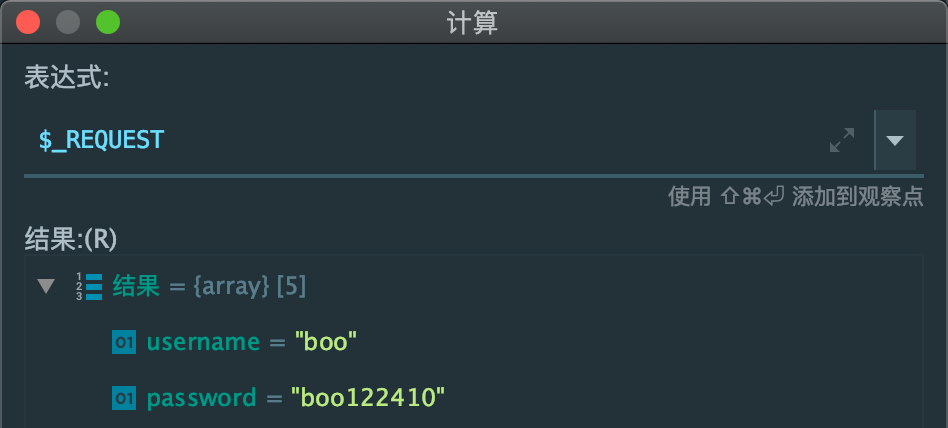 计算
表达式:
$_REQUEST
使用 ⇧⌘⏎ 添加到观察点
结果:(R)
结果 = {array} [5]
username = "boo"
password = "boo122410"